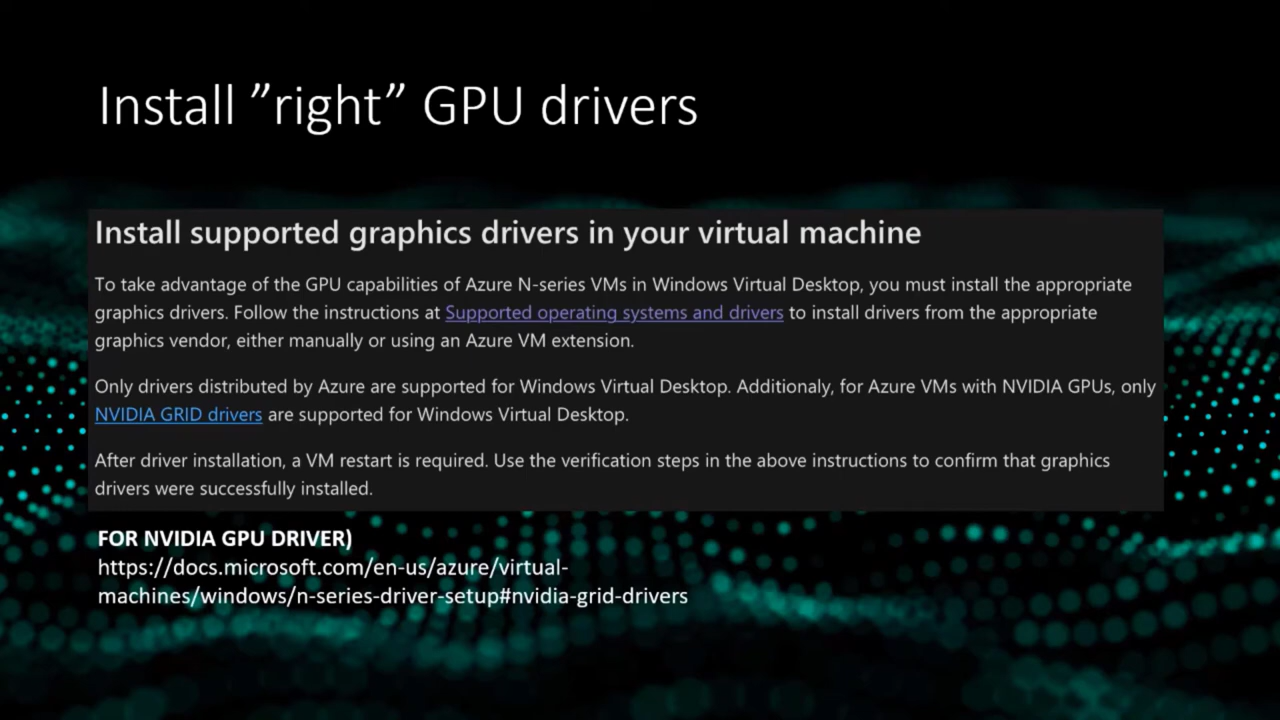 Install ”right” GPU drivers
Install supported graphics drivers in your virtual machine
To take advantage of the GPU capabilities of Azure N-series VMs in Windows Virtual Desktop, you must install the appropriate
graphics drivers. Follow the instructions at Supported operating systems and drivers to install drivers from the appropriate
graphics vendor, either manually or using an Azure VM extension.
Only drivers distributed by Azure are supported for Windows Virtual Desktop. Additionaly, for Azure VMs with NVIDIA GPUs, only
NVIDIA GRID drivers are supported for Windows Virtual Desktop.
After driver installation, a VM restart is required. Use the verification steps in the above instructions to confirm that graphics
drivers were successfully installed.
FOR NVIDIA GPU DRIVER)
https://docs.microsoft.com/en-us/azure/virtual-
machines/windows/n-series-driver-setup#nvidia-grid-drivers